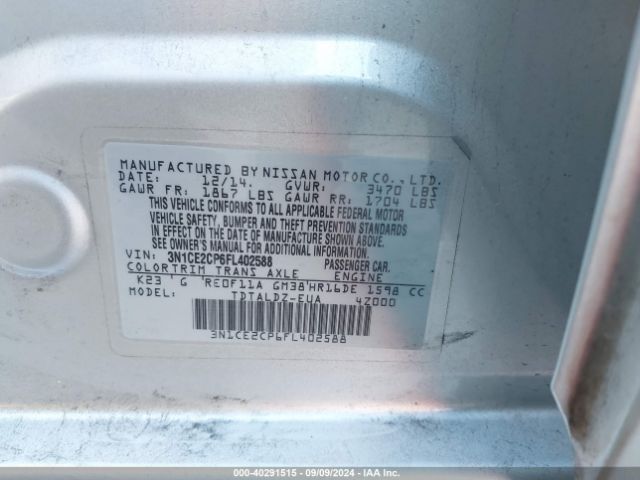 MANUFACTURED BY NISSAN MOTOR CO., LTD.
DATE: 12/14. GVWR: 3470 LBS
GAWR FR: 1867 LBS GAWR RR: 1704 LBS
THIS VEHICLE CONFORMS TO ALL APPLICABLE FEDERAL MOTOR
VEHICLE SAFETY, BUMPER AND THEFT PREVENTION STANDARDS
IN EFFECT ON THE DATE OF MANUFACTURE SHOWN ABOVE.
SEE OWNER'S MANUAL FOR ADDITIONAL INFORMATION.
VIN: 3N1CE2CP6FL402588 PASSENGER CAR.
COLOR TRIM TRANS AXLE ENGINE
K23 G RE0F11A GM38 HR16DE 1598 CC
MODEL: TDTALDZ-EUA 4Z000
3N1CE2CP6FL402588
000-40291515 - 09/09/2024 - IAA Inc.